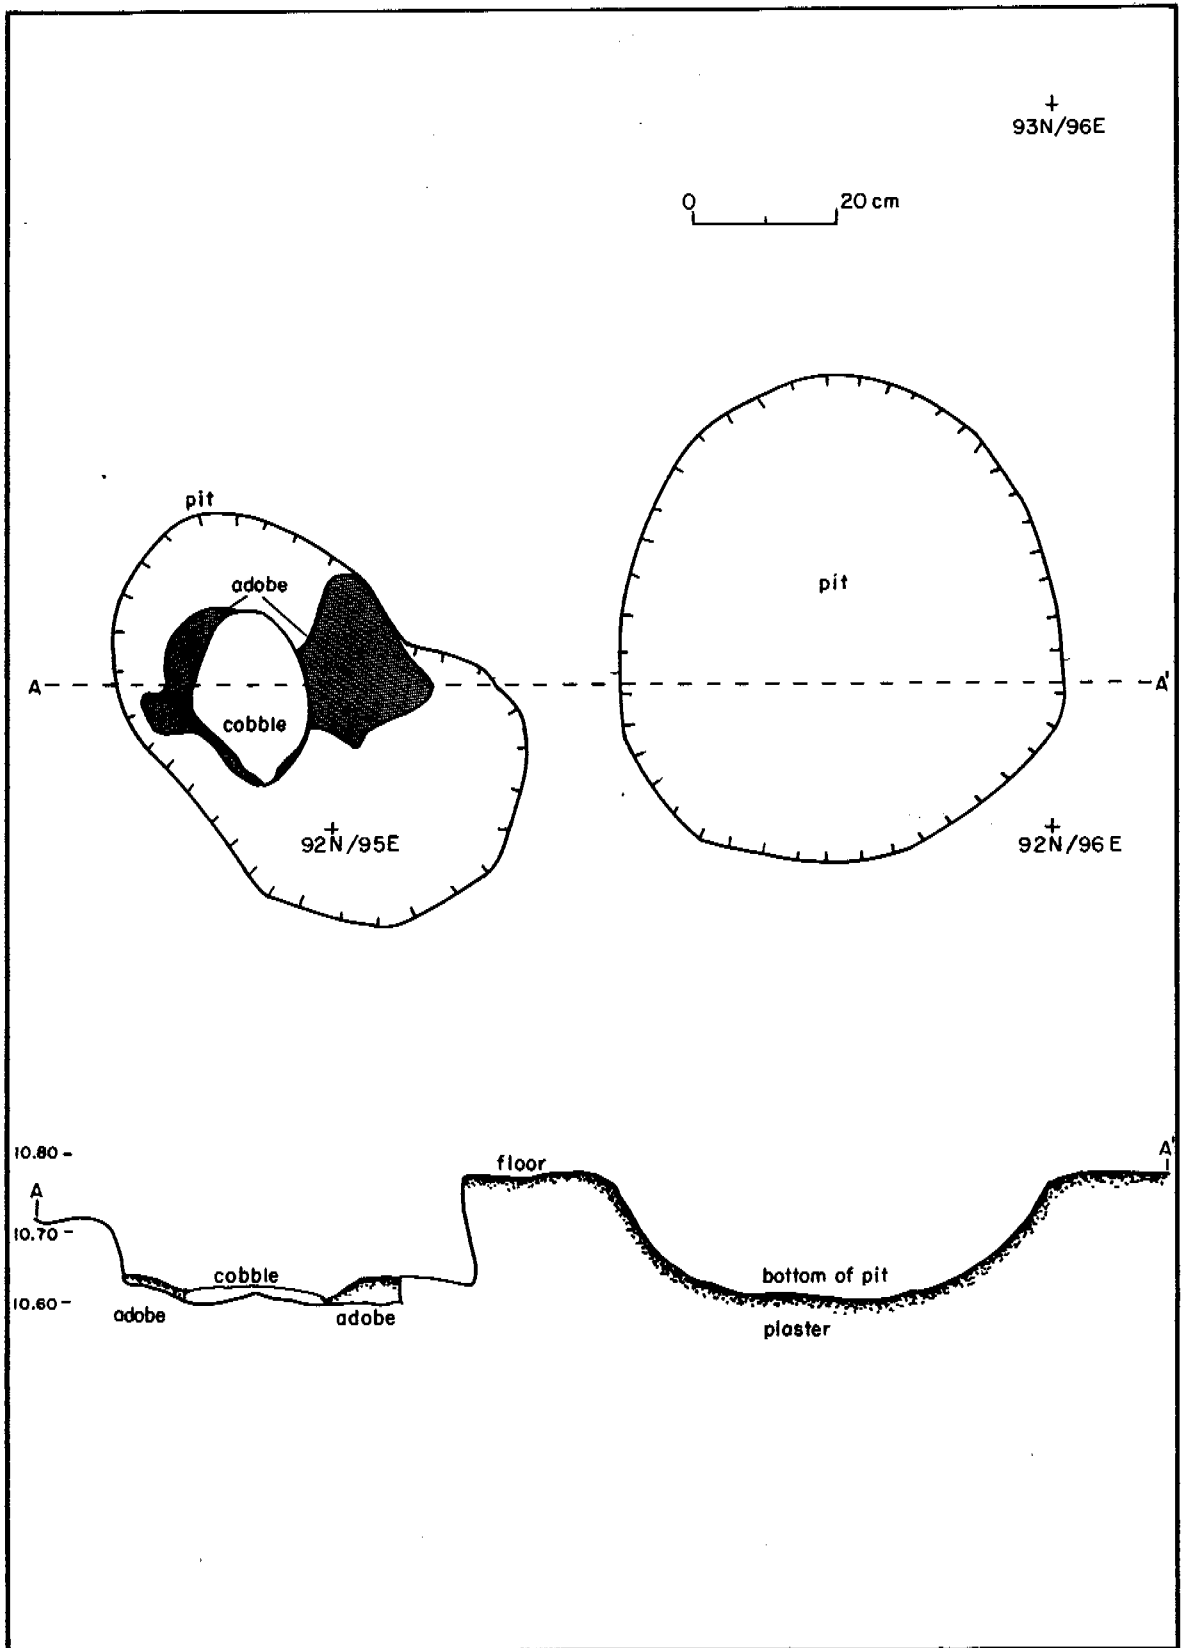 93N/96E
0 20 cm
pit
adobe
pit
A A'
cobble
92N/95E
92N/96E
10.80
floor
A'
A
10.70
cobble
bottom of pit
10.60
adobe
adobe
plaster